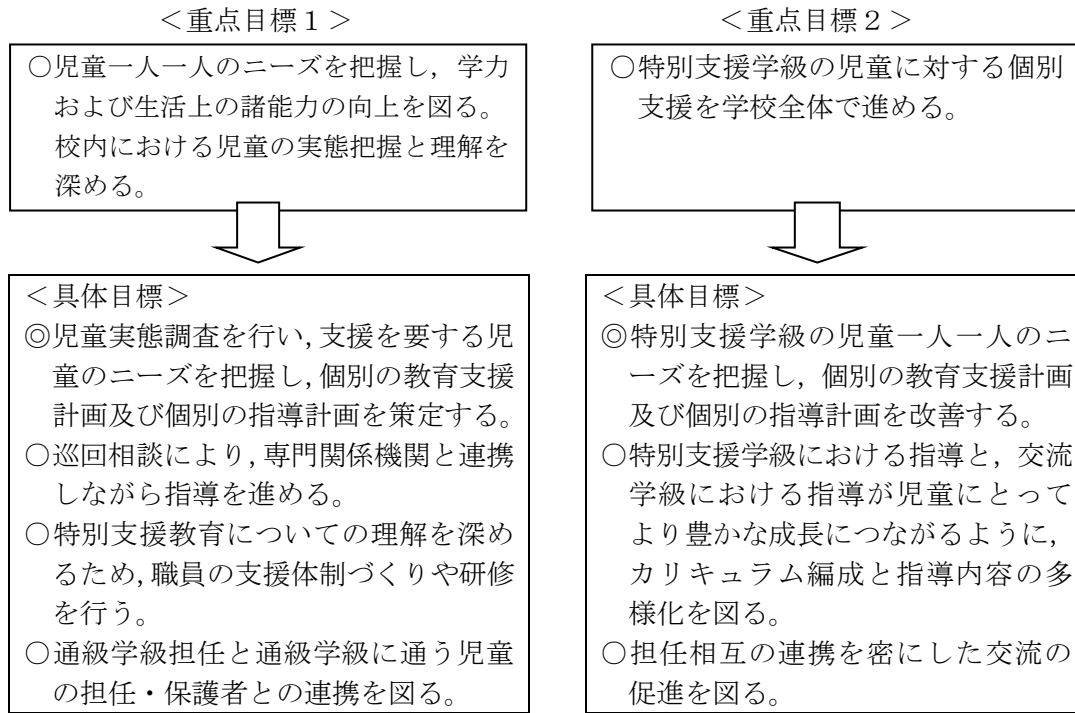 ＜重点目標１＞
○児童一人一人のニーズを把握し，学力
および生活上の諸能力の向上を図る。
校内における児童の実態把握と理解を
深める。
＜具体目標＞
◎児童実態調査を行い，支援を要する児
童のニーズを把握し，個別の教育支援
計画及び個別の指導計画を策定する。
○巡回相談により，専門関係機関と連携
しながら指導を進める。
○特別支援教育についての理解を深め
るため，職員の支援体制づくりや研修
を行う。
○通級学級担任と通級学級に通う児童
の担任・保護者との連携を図る。
＜重点目標２＞
○特別支援学級の児童に対する個別
支援を学校全体で進める。
＜具体目標＞
◎特別支援学級の児童一人一人のニ
ーズを把握し，個別の教育支援計画
及び個別の指導計画を改善する。
○特別支援学級における指導と，交流
学級における指導が児童にとって
より豊かな成長につながるように，
カリキュラム編成と指導内容の多
様化を図る。
○担任相互の連携を密にした交流の
促進を図る。